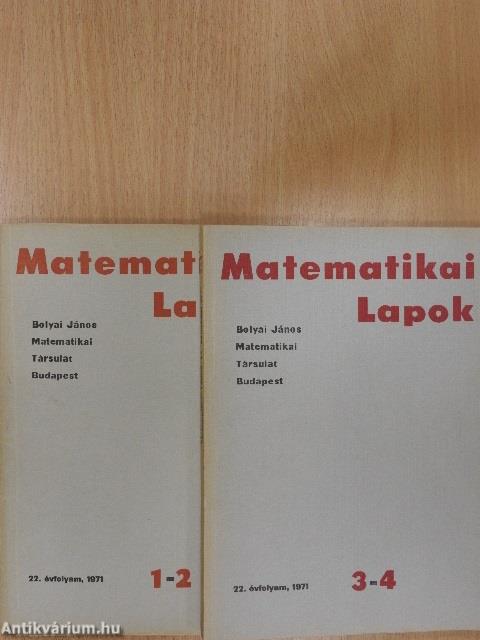 Matemat
La
Bolyai János
Matematikai
Társulat
Budapest
22. évfolyam, 1971
1-2
Matematikai
Lapok
Bolyai János
Matematikai
Társulat
Budapest
22. évfolyam, 1971
3-4
Antikvárium.hu